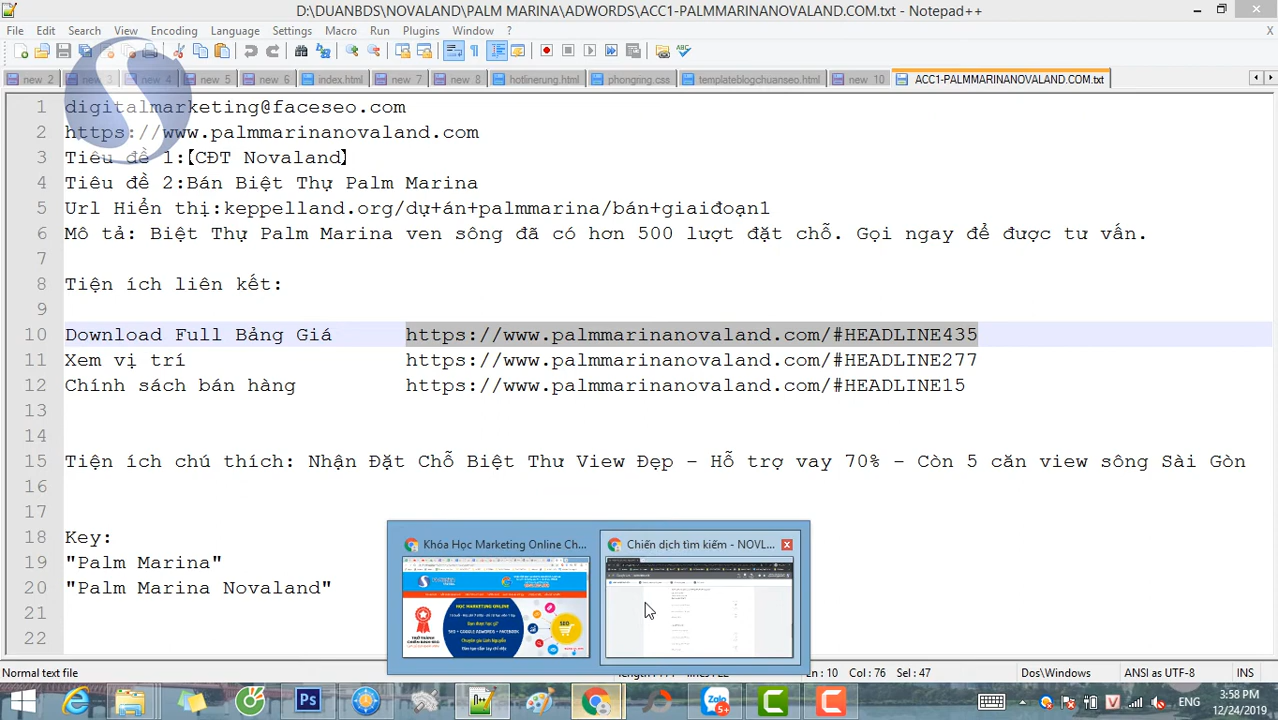 D:\DUANBDS\NOVALAND\PALM MARINA\ADWORDS\ACC1-PALMMARINANOVALAND.COM.txt - Notepad++
File Edit Search View Encoding Language Settings Macro Run Plugins Window ? X
new 2 new 3 new 4 new 5 new 6 index.html new 7 new 8 hotlinerung.html phongring.css templateblogchuanseo.html new 10 ACC1-PALMMARINANOVALAND.COM.txt
1 digitalmarketing@faceseo.com
2 https://www.palmmarinanovaland.com
3 Tiêu đề 1:【CĐT Novaland】
4 Tiêu đề 2:Bán Biệt Thự Palm Marina
5 Url Hiển thị:keppelland.org/dự+án+palmmarina/bán+giaiđoạn1
6 Mô tả: Biệt Thự Palm Marina ven sông đã có hơn 500 lượt đặt chỗ. Gọi ngay để được tư vấn.
7
8 Tiện ích liên kết:
9
10 Download Full Bảng Giá https://www.palmmarinanovaland.com/#HEADLINE435
11 Xem vị trí https://www.palmmarinanovaland.com/#HEADLINE277
12 Chính sách bán hàng https://www.palmmarinanovaland.com/#HEADLINE15
13
14
15 Tiện ích chú thích: Nhận Đặt Chỗ Biệt Thư View Đẹp - Hỗ trợ vay 70% - Còn 5 căn view sông Sài Gòn
16
17
18 Key:
19 "Palm Marina"
20 "Palm Marina Novaland"
21
22
Khóa Học Marketing Online Ch... Chiến dịch tìm kiếm - NOVL...
HỌC MARKETING ONLINE
SEO + GOOGLE ADWORDS + FACEBOOK
Normal text file Ln : 10 Col : 76 Sel : 47 Dos\Windows ANSI as UTF-8 INS
ENG 3:58 PM
12/24/2019